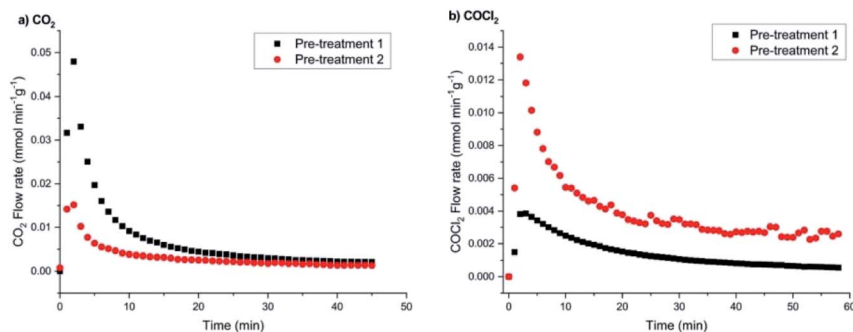 a) CO₂
Pre-treatment 1
Pre-treatment 2
CO₂ Flow rate (mmol min⁻¹g⁻¹)
0.05
0.04
0.03
0.02
0.01
0.00
0 10 20 30 40 50
Time (min)
b) COCl₂
Pre-treatment 1
Pre-treatment 2
COCl₂ Flow rate (mmol min⁻¹g⁻¹)
0.014
0.012
0.010
0.008
0.006
0.004
0.002
0.000
0 10 20 30 40 50 60
Time (min)